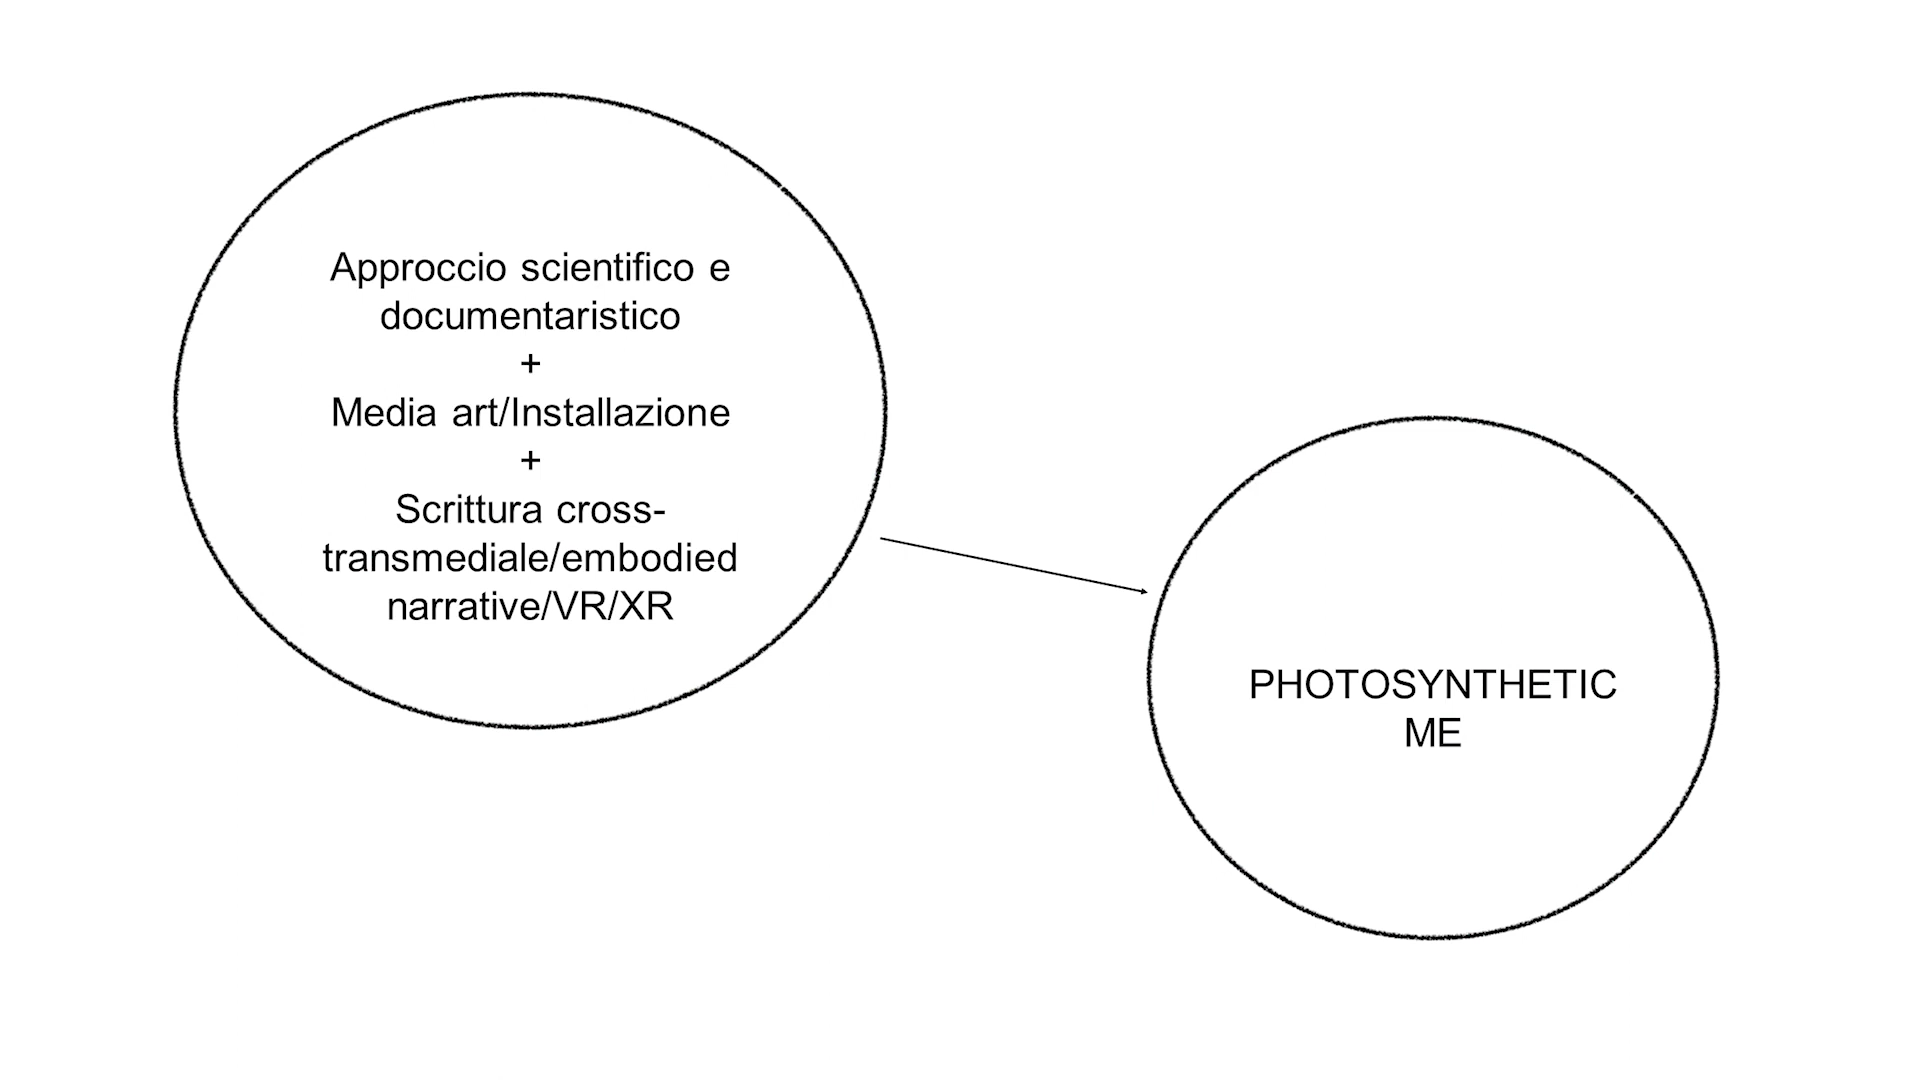 Approccio scientifico e
documentaristico
+
Media art/Installazione
+
Scrittura cross-
transmediale/embodied
narrative/VR/XR
PHOTOSYNTHETIC
ME